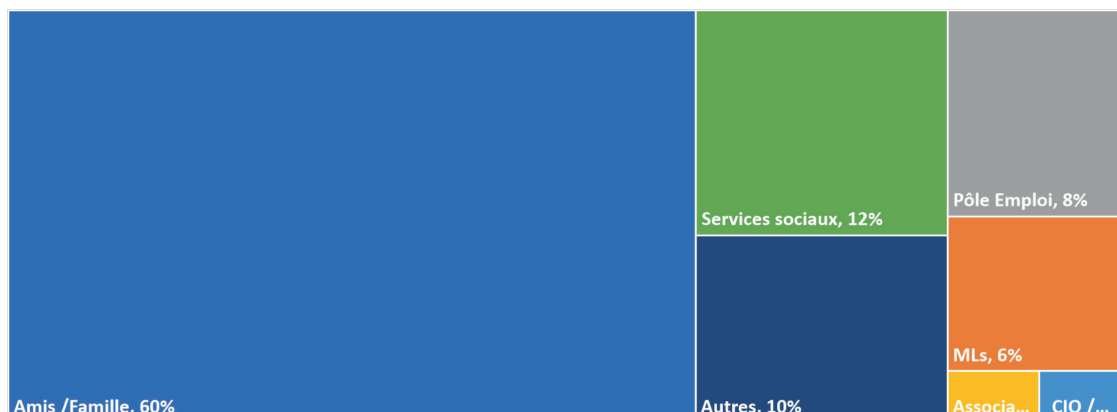 Amis /Famille, 60%
Services sociaux, 12%
Autres, 10%
Pôle Emploi, 8%
MLs, 6%
Associa...
CIO /...